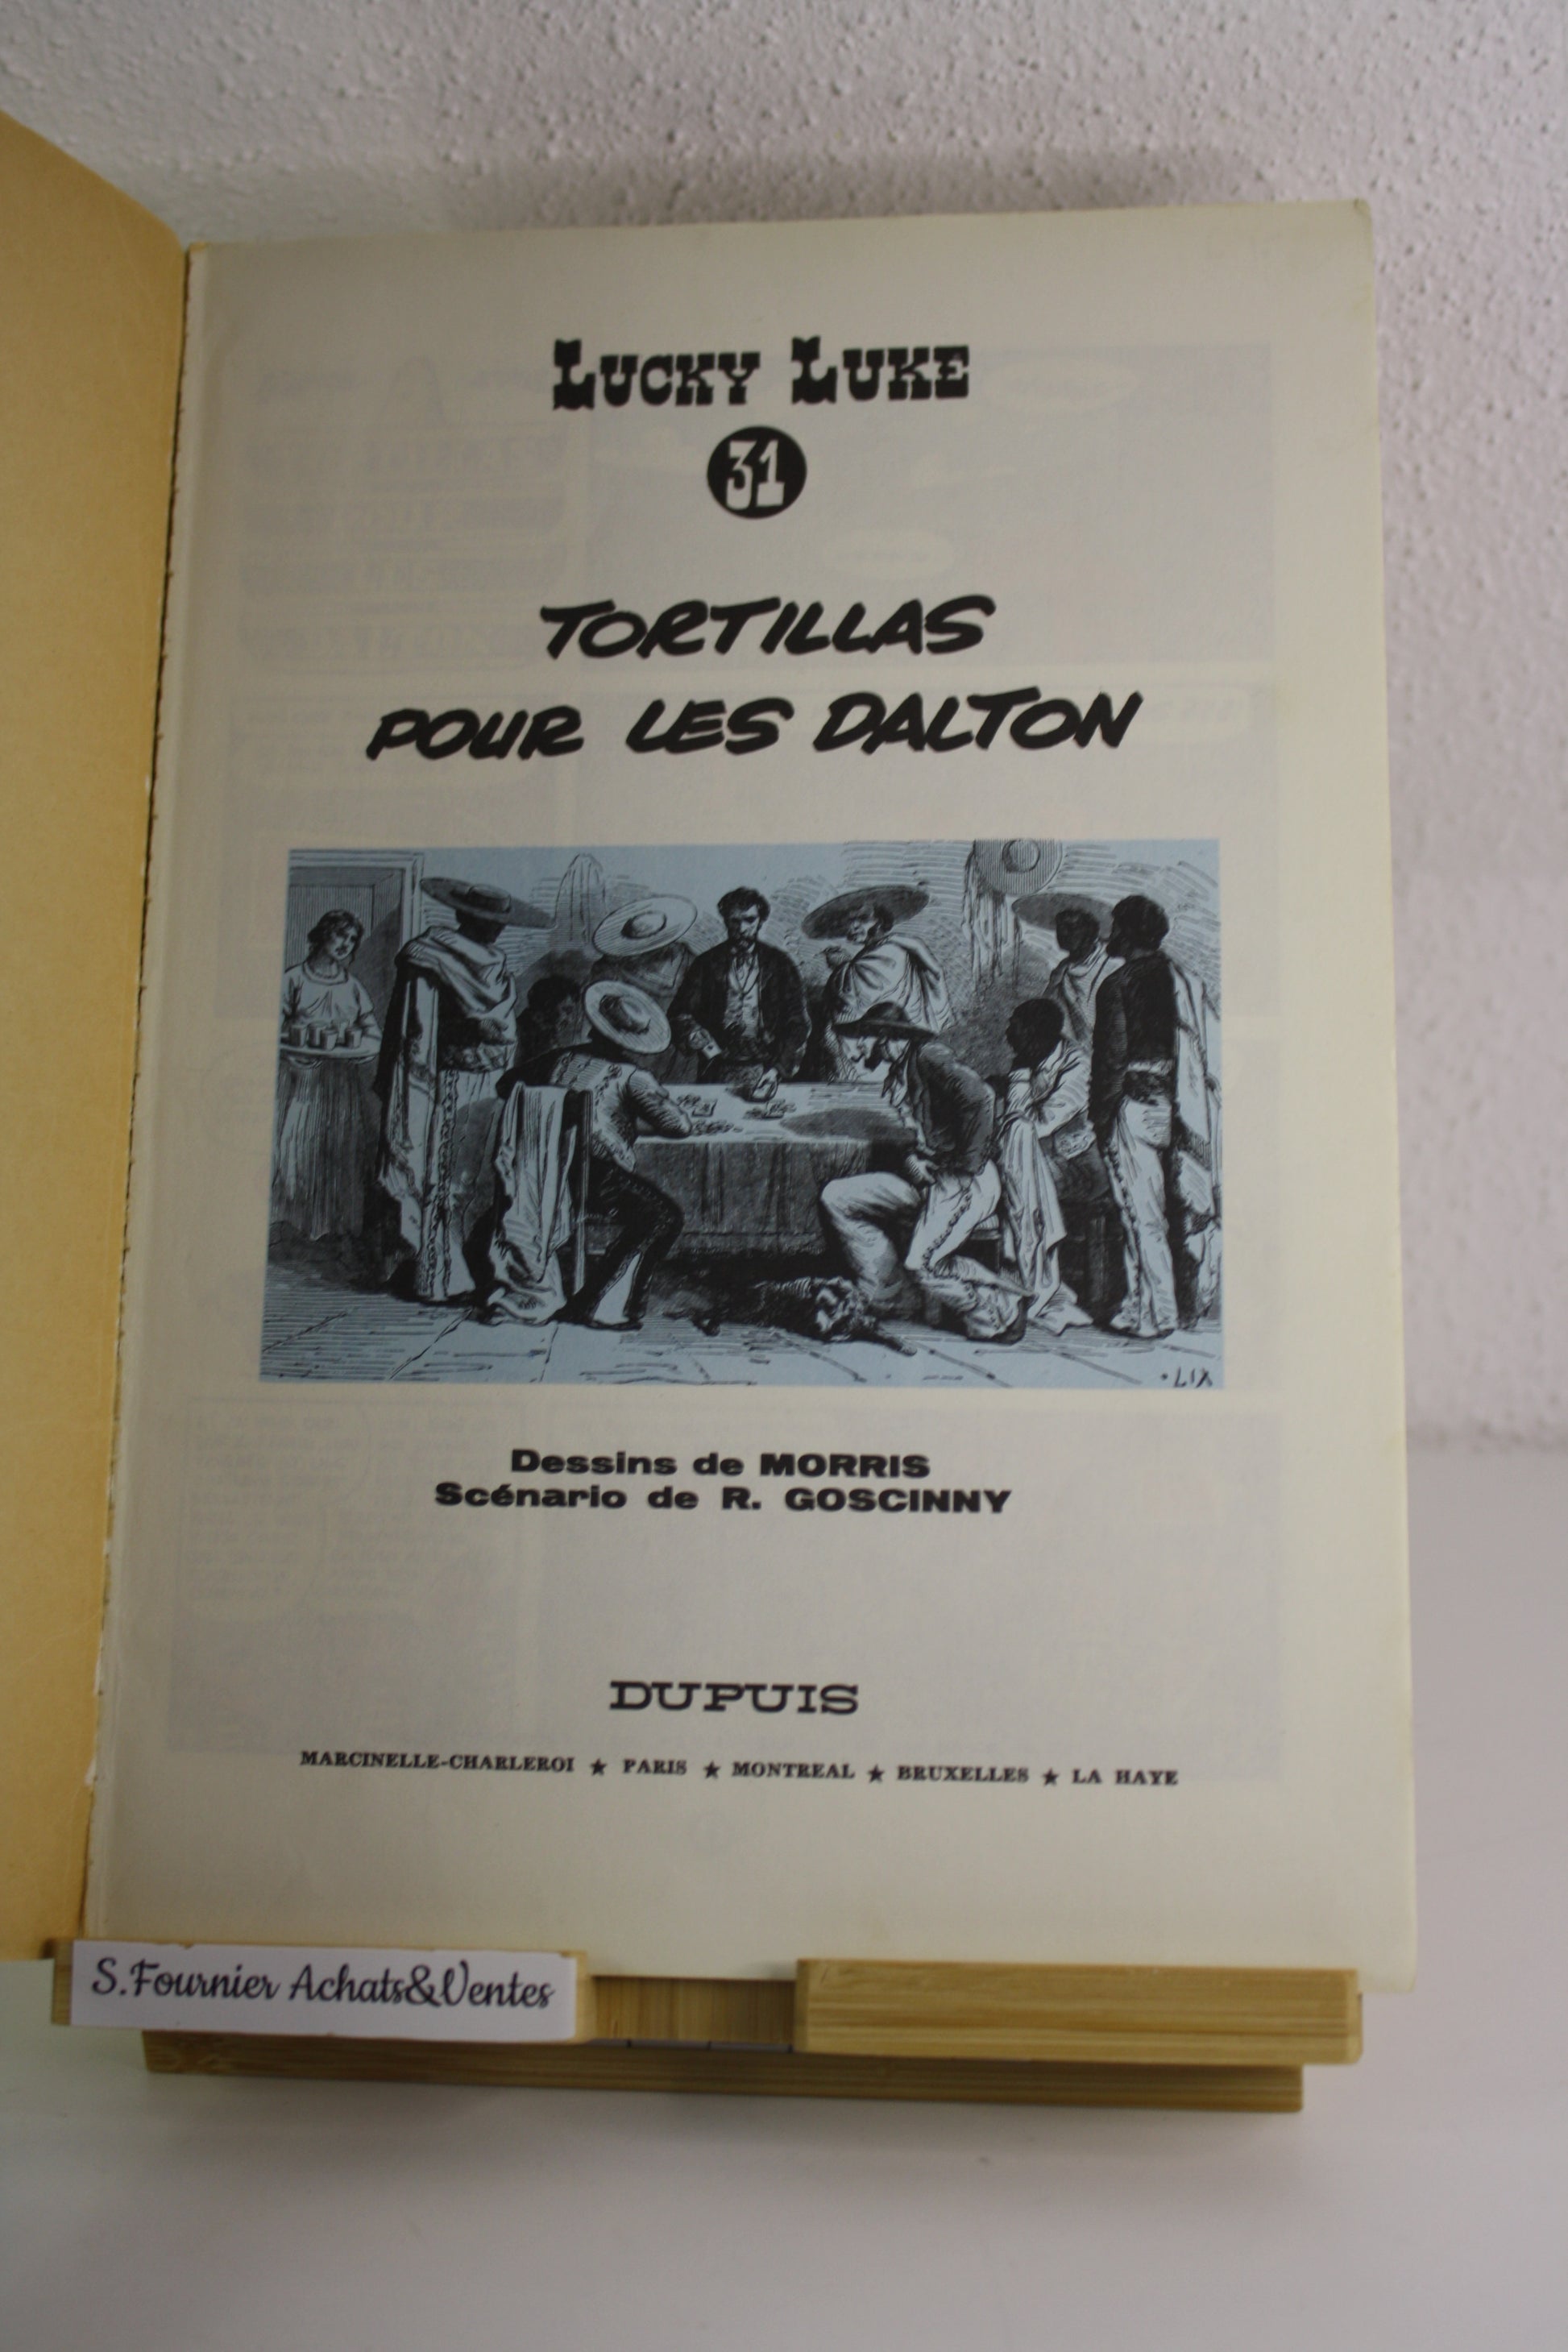 LUCKY LUKE
31
TORTILLAS
POUR LES DALTON
LIX
Dessins de MORRIS
Scénario de R. GOSCINNY
DUPUIS
MARCINELLE-CHARLEROI ★ PARIS ★ MONTREAL ★ BRUXELLES ★ LA HAYE
S.Fournier Achats&Ventes